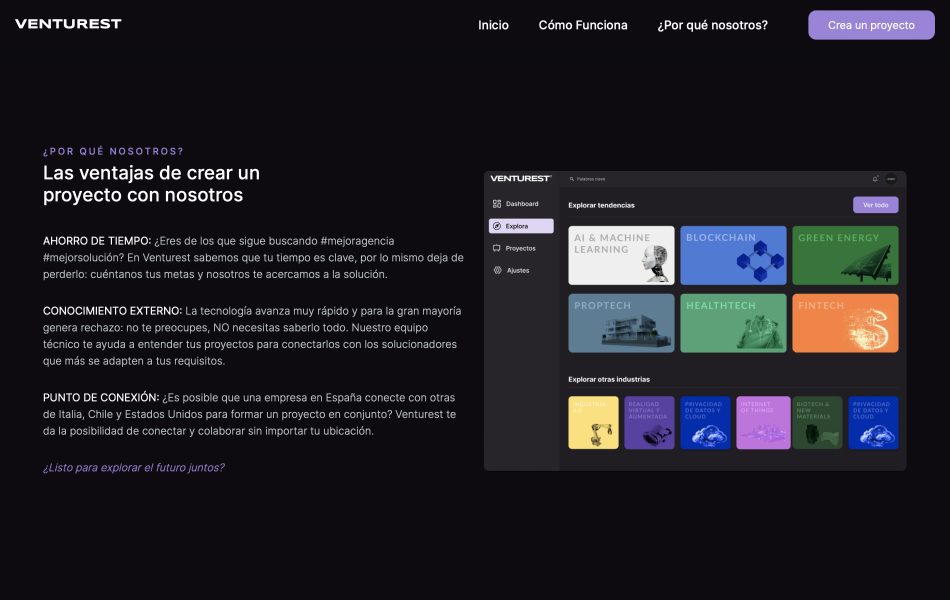 VENTUREST
Inicio
Cómo Funciona
¿Por qué nosotros?
Crea un proyecto
¿POR QUÉ NOSOTROS?
Las ventajas de crear un
proyecto con nosotros
AHORRO DE TIEMPO: ¿Eres de los que sigue buscando #mejoragencia
#mejorsolución? En Venturest sabemos que tu tiempo es clave, por lo mismo deja de
perderlo: cuéntanos tus metas y nosotros te acercamos a la solución.
CONOCIMIENTO EXTERNO: La tecnología avanza muy rápido y para la gran mayoría
genera rechazo: no te preocupes, NO necesitas saberlo todo. Nuestro equipo
técnico te ayuda a entender tus proyectos para conectarlos con los solucionadores
que más se adapten a tus requisitos.
PUNTO DE CONEXIÓN: ¿Es posible que una empresa en España conecte con otras
de Italia, Chile y Estados Unidos para formar un proyecto en conjunto? Venturest te
da la posibilidad de conectar y colaborar sin importar tu ubicación.
¿Listo para explorar el futuro juntos?
VENTUREST
Palabras clave
Dashboard
Explora
Proyectos
Ajustes
Explorar tendencias
Ver todo
AI & MACHINE
LEARNING
BLOCKCHAIN
GREEN ENERGY
PROPTECH
HEALTHTECH
FINTECH
Explorar otras industrias
INDUSTRIA
4.0
REALIDAD
VIRTUAL Y
AUMENTADA
PRIVACIDAD
DE DATOS Y
CLOUD
INTERNET
OF THINGS
BIOTECH &
NEW
MATERIALS
PRIVACIDAD
DE DATOS Y
CLOUD